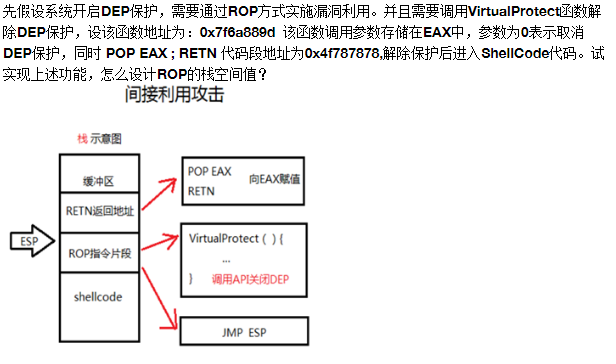 先假设系统开启DEP保护，需要通过ROP方式实施漏洞利用。并且需要调用VirtualProtect函数解
除DEP保护，设该函数地址为：0x7f6a889d  该函数调用参数存储在EAX中，参数为0表示取消
DEP保护，同时 POP EAX ; RETN 代码段地址为0x4f787878,解除保护后进入ShellCode代码。试
实现上述功能，怎么设计ROP的栈空间值？
间接利用攻击
栈 示意图
缓冲区
RETN返回地址
ESP
ROP指令片段
shellcode
POP EAX
RETN
向EAX赋值
VirtualProtect ( ) {
...
}
调用API关闭DEP
JMP ESP